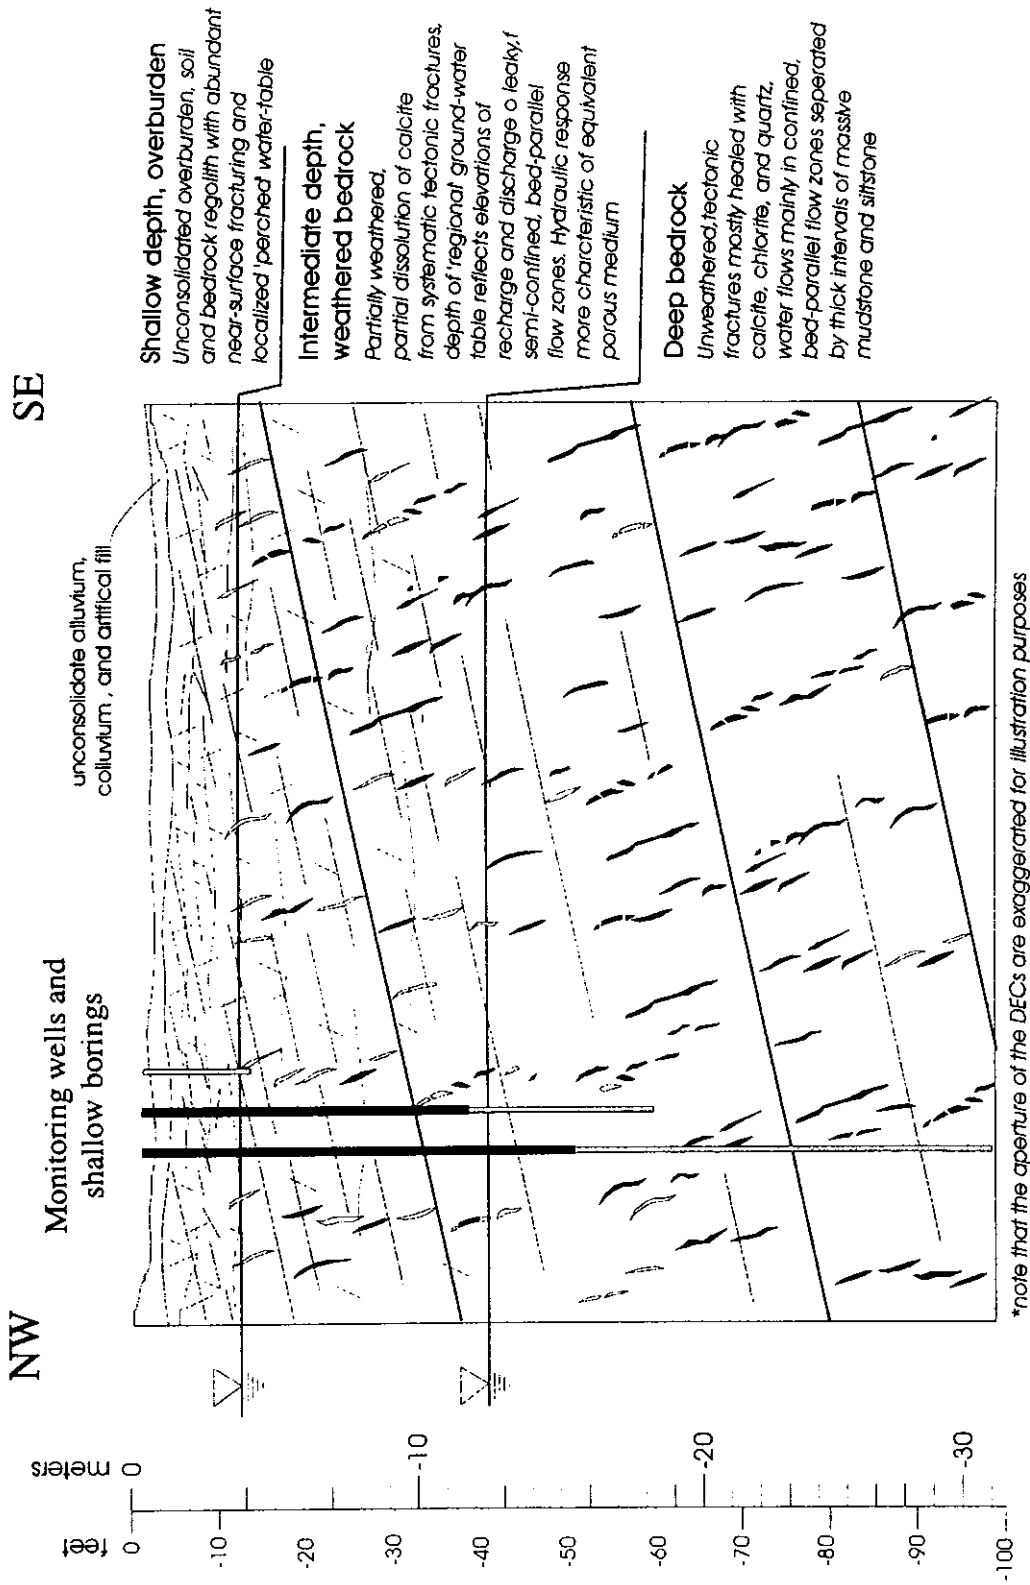 NW
SE
Monitoring wells and
shallow borings
unconsolidate alluvium,
colluvium, and artifical fill
feet
meters
0
-10
-20
-30
-40
-50
-60
-70
-80
-90
-100
0
-10
-20
-30
Shallow depth, overburden
Unconsolidated overburden, soil
and bedrock regolith with abundant
near-surface fracturing and
localized 'perched' water-table
Intermediate depth,
weathered bedrock
Partially weathered,
partial dissolution of calcite
from systematic tectonic fractures,
depth of 'regional ground-water
table reflects elevations of
recharge and discharge o leaky,f
semi-confined, bed-parallel
flow zones. Hydraulic response
more characteristic of equivalent
porous medium
Deep bedrock
Unweathered,tectonic
fractures mostly healed with
calcite, chlorite, and quartz,
water flows mainly in confined,
bed-parallel flow zones seperated
by thick intervals of massive
mudstone and siltstone
*note that the aperture of the DECs are exaggerated for illustration purposes